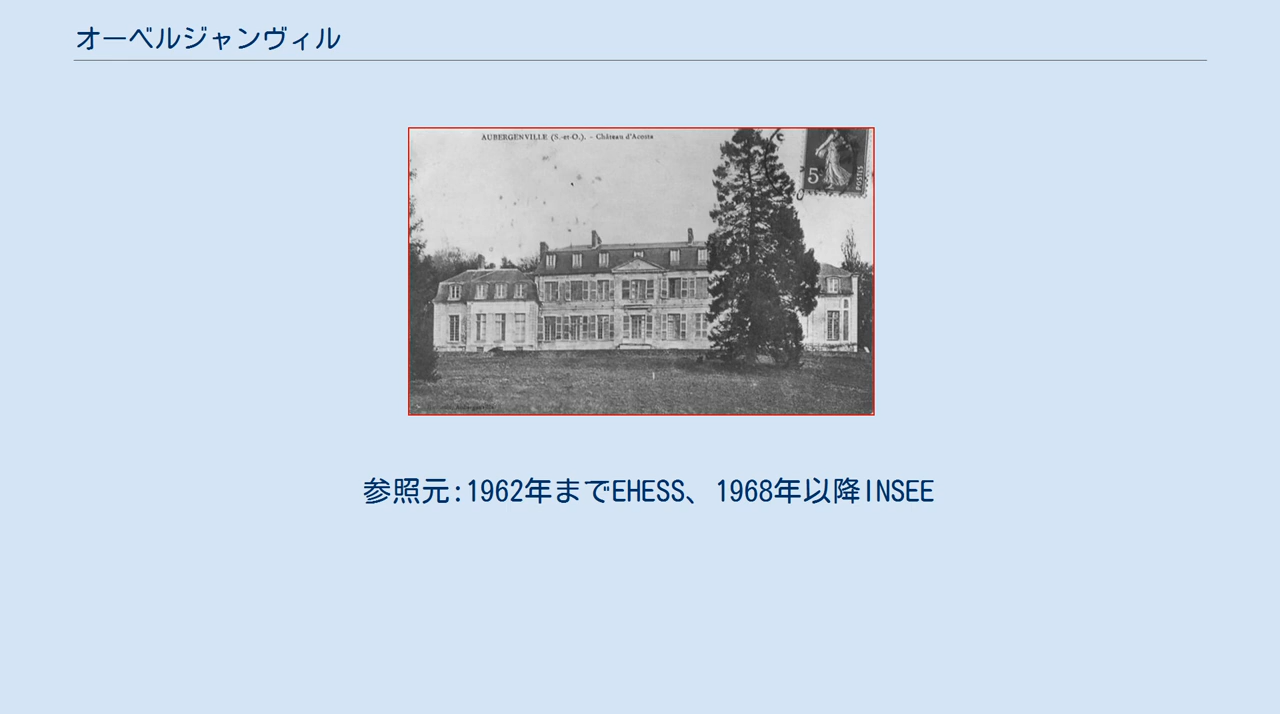 オーベルジャンヴィル
AUBERGENVILLE (S.-et-O.). - Château d'Acosta
5
POSTES
参照元:1962年までEHESS、1968年以降INSEE